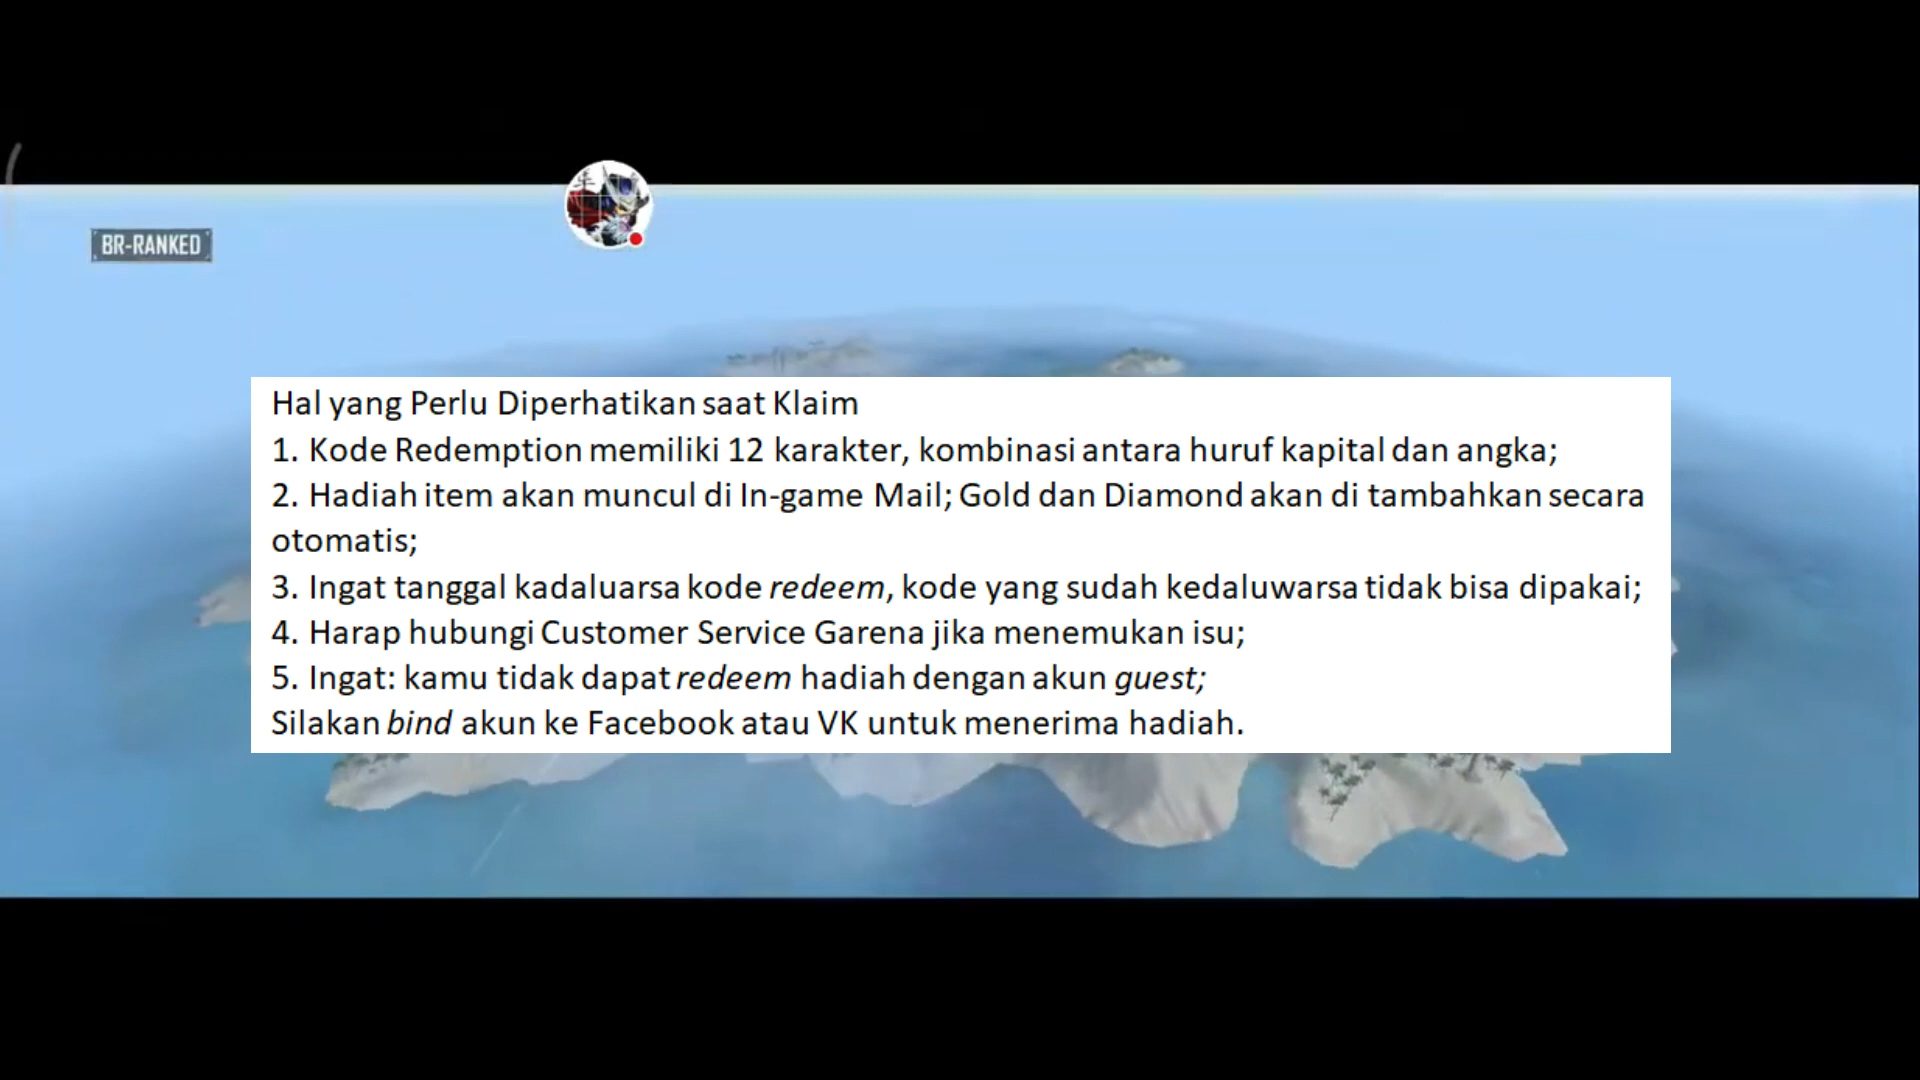 BR-RANKED
Hal yang Perlu Diperhatikan saat Klaim
1. Kode Redemption memiliki 12 karakter, kombinasi antara huruf kapital dan angka;
2. Hadiah item akan muncul di In-game Mail; Gold dan Diamond akan di tambahkan secara
otomatis;
3. Ingat tanggal kadaluarsa kode redeem, kode yang sudah kedaluwarsa tidak bisa dipakai;
4. Harap hubungi Customer Service Garena jika menemukan isu;
5. Ingat: kamu tidak dapat redeem hadiah dengan akun guest;
Silakan bind akun ke Facebook atau VK untuk menerima hadiah.